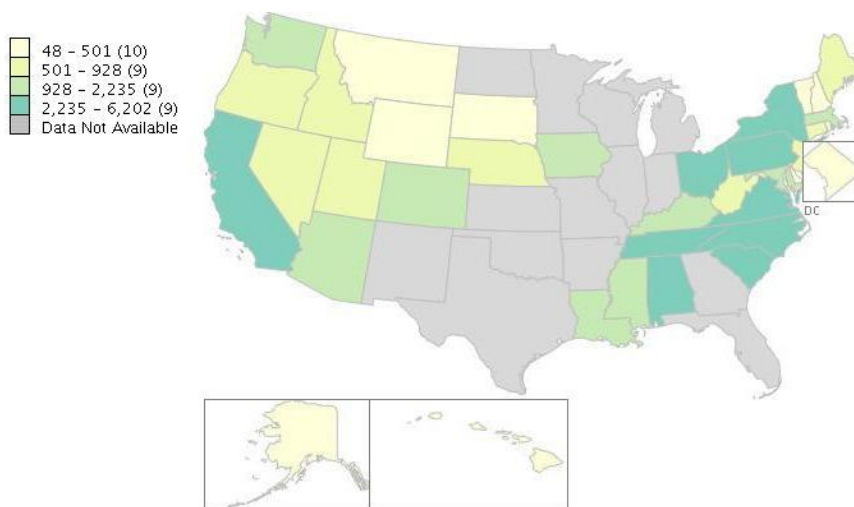 48 - 501 (10)
501 - 928 (9)
928 - 2,235 (9)
2,235 - 6,202 (9)
Data Not Available
DC